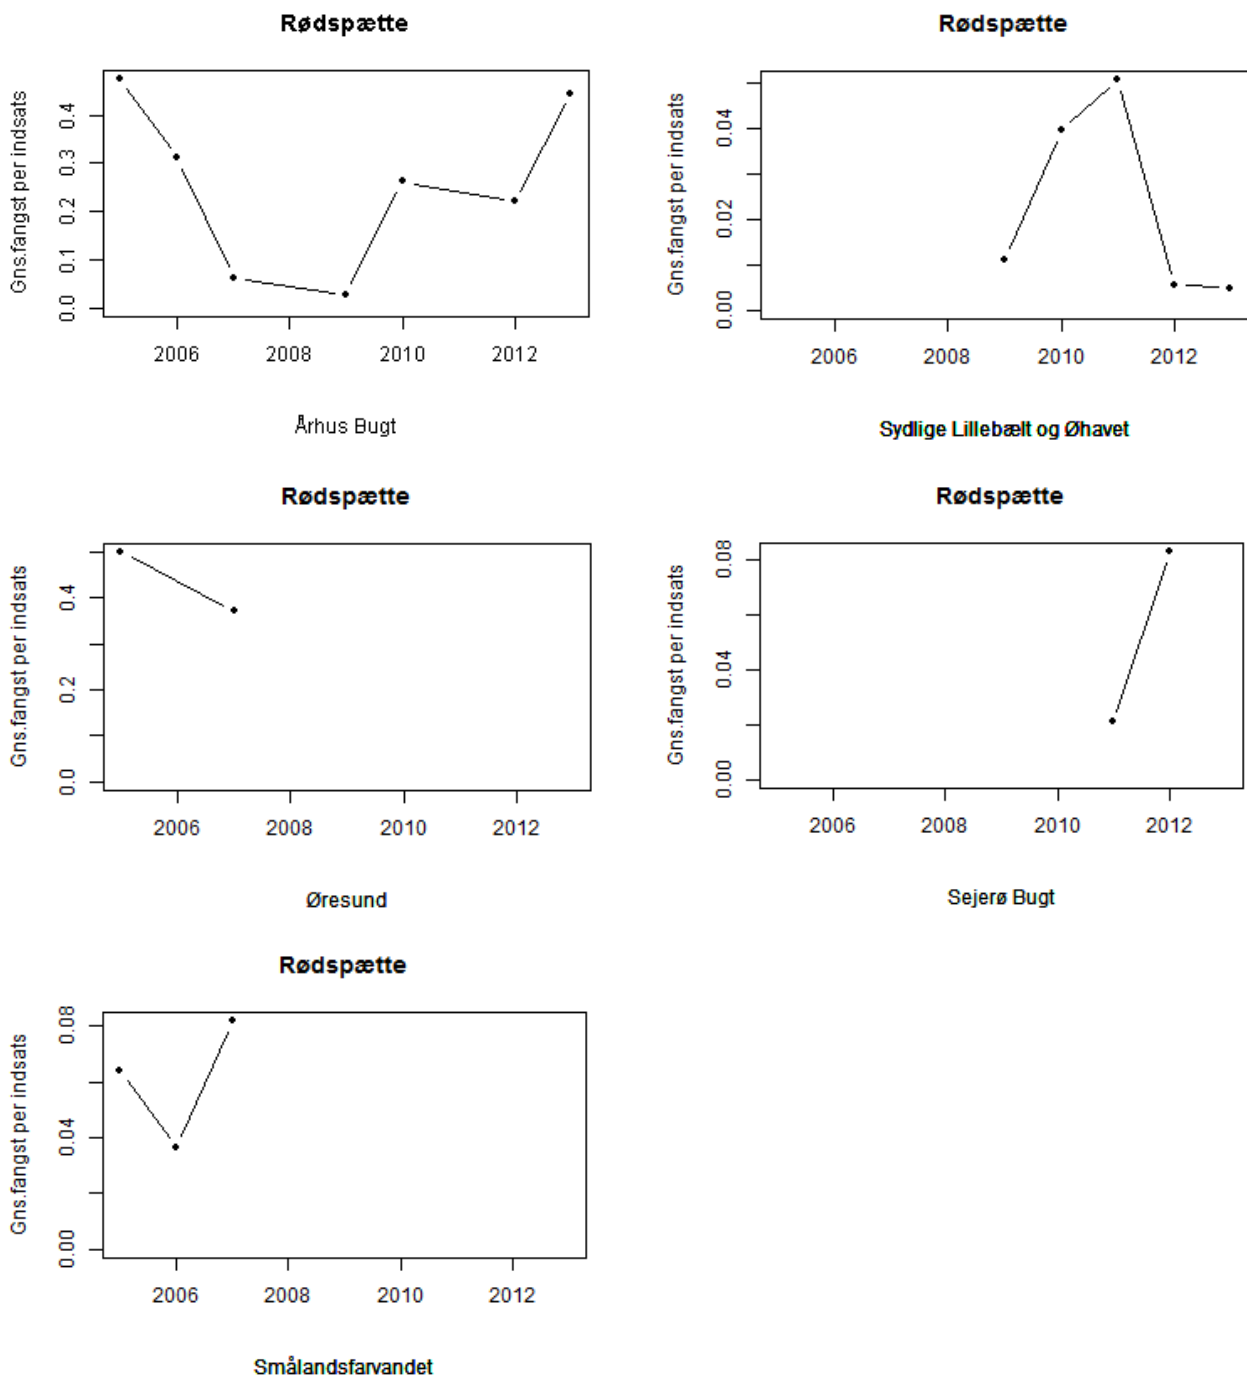 Rødspætte
Gns.fangst per indsats
0.0 0.1 0.2 0.3 0.4
2006 2008 2010 2012
Århus Bugt
Rødspætte
Gns.fangst per indsats
0.00 0.02 0.04
2006 2008 2010 2012
Sydlige Lillebælt og Øhavet
Rødspætte
Gns.fangst per indsats
0.0 0.2 0.4
2006 2008 2010 2012
Øresund
Rødspætte
Gns.fangst per indsats
0.00 0.04 0.08
2006 2008 2010 2012
Sejerø Bugt
Rødspætte
Gns.fangst per indsats
0.00 0.04 0.08
2006 2008 2010 2012
Smålandsfarvandet